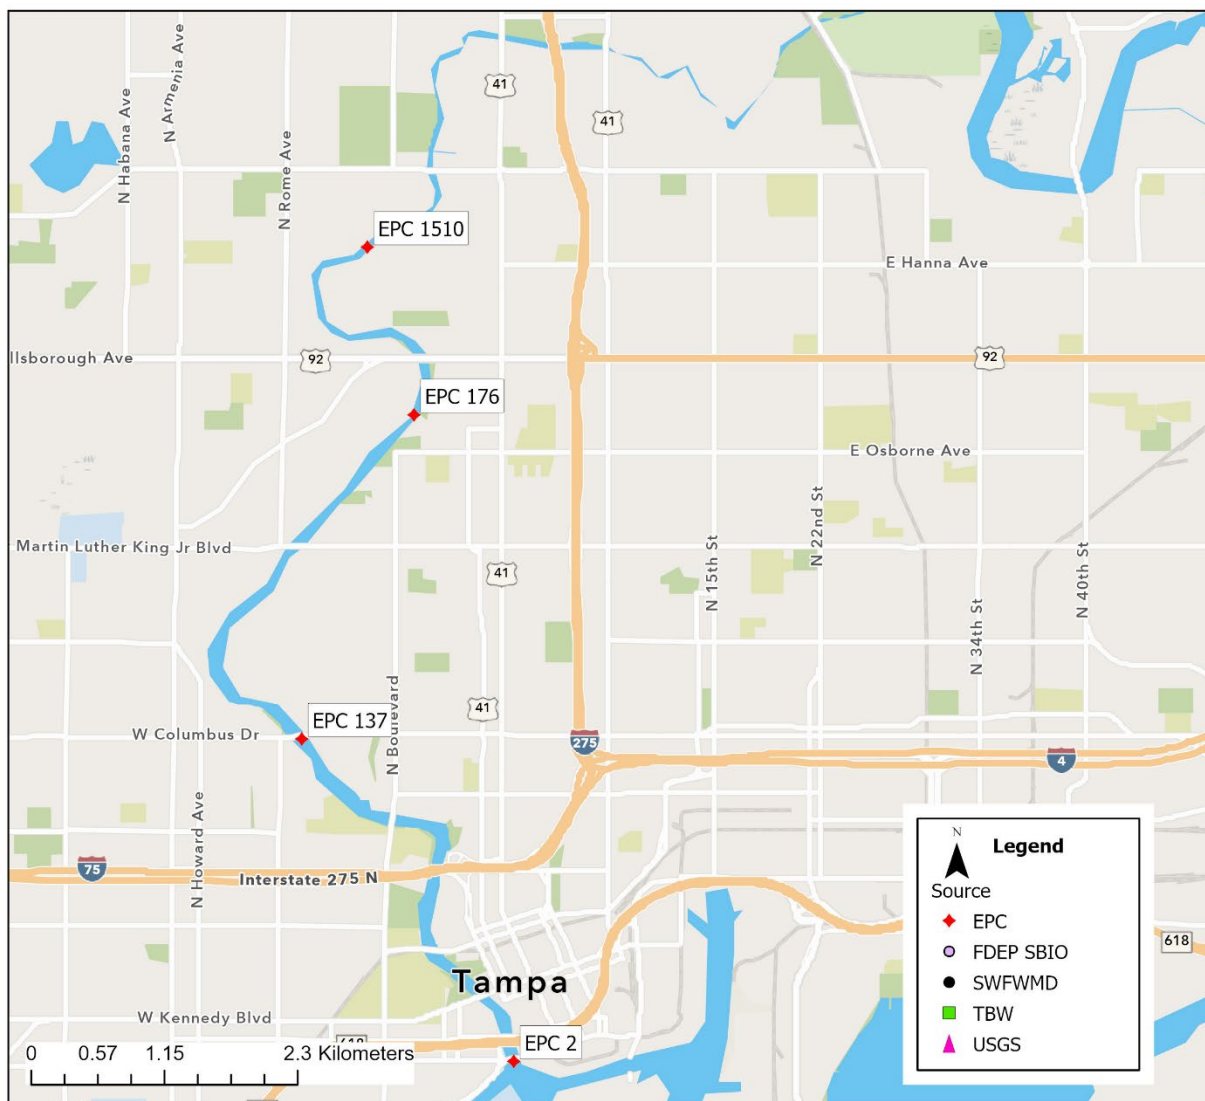 N Habana Ave
N Armenia Ave
N Rome Ave
41
41
EPC 1510
E Hanna Ave
llsborough Ave
92
92
EPC 176
E Osborne Ave
N 22nd St
Martin Luther King Jr Blvd
41
N 15th St
N 40th St
N 34th St
N Boulevard
41
EPC 137
W Columbus Dr
275
4
75
N Howard Ave
Interstate 275 N
Tampa
W Kennedy Blvd
618
618
EPC 2
0 0.57 1.15 2.3 Kilometers
N
Legend
Source
EPC
FDEP SBIO
SWFWMD
TBW
USGS